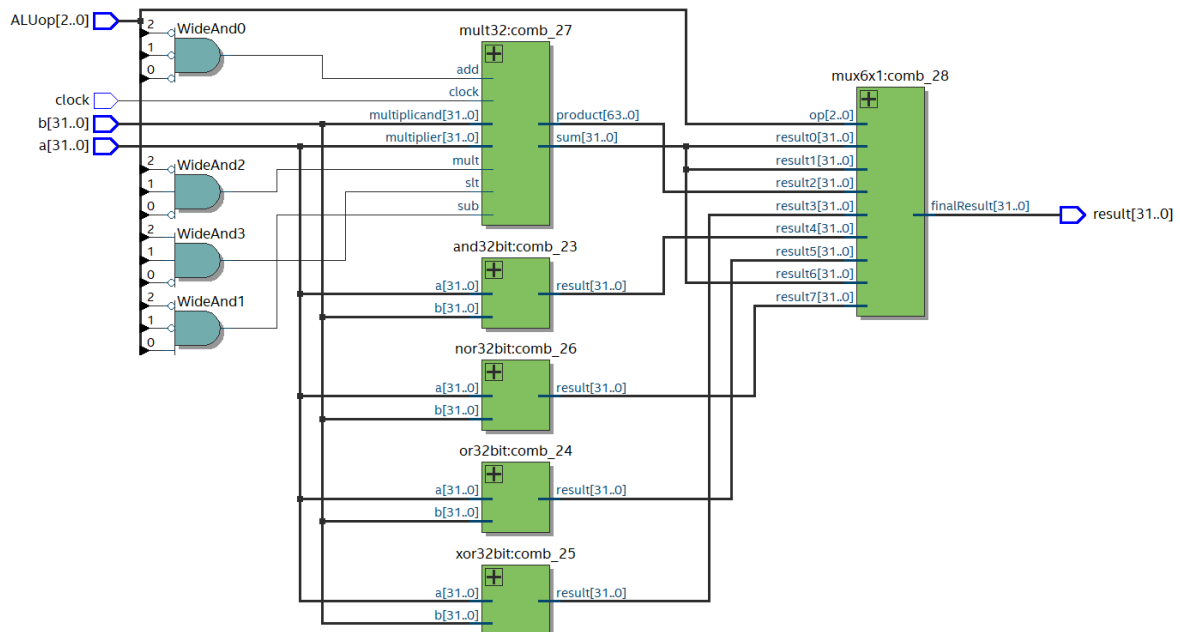 ALUop[2..0]
2
WideAnd0
1
0
clock
b[31..0]
a[31..0]
2
WideAnd2
1
0
2
WideAnd3
1
0
2
WideAnd1
1
0
mult32:comb_27
add
clock
multiplicand[31..0]
product[63..0]
multiplier[31..0]
sum[31..0]
mult
slt
sub
and32bit:comb_23
a[31..0]
result[31..0]
b[31..0]
nor32bit:comb_26
a[31..0]
result[31..0]
b[31..0]
or32bit:comb_24
a[31..0]
result[31..0]
b[31..0]
xor32bit:comb_25
a[31..0]
result[31..0]
b[31..0]
mux6x1:comb_28
op[2..0]
result0[31..0]
result1[31..0]
result2[31..0]
result3[31..0]
finalResult[31..0]
result4[31..0]
result5[31..0]
result6[31..0]
result7[31..0]
result[31..0]